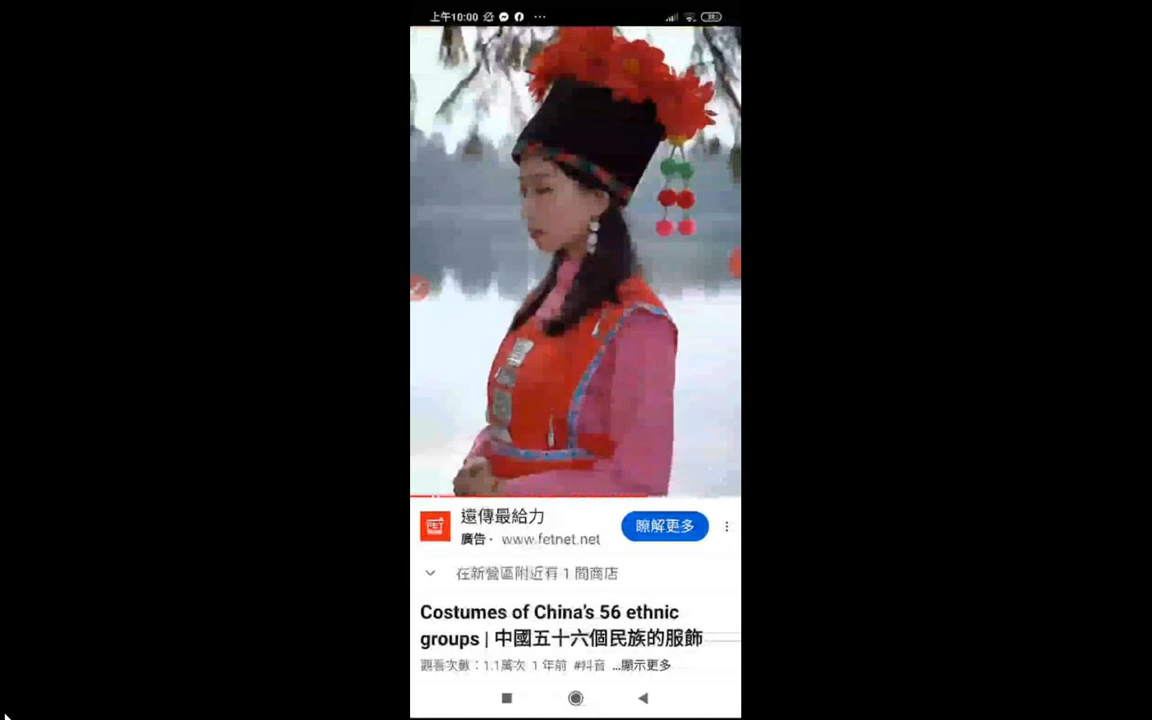 上午10:00
遠傳最給力
瞭解更多
FET
廣告· www.fetnet.net
在新營區附近有 1 間商店
Costumes of China's 56 ethnic
groups | 中國五十六個民族的服飾
觀看次數：1.1萬次 1 年前 #抖音 ...顯示更多